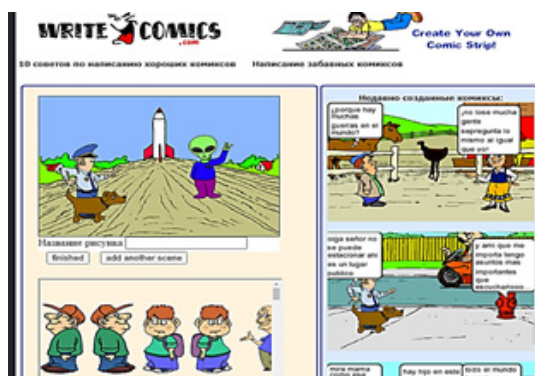 WRITE COMICS
.com
Create Your Own
Comic Strip!
10 советов по написанию хороших комиксов Написание забавных комиксов
Название рисунка
finished add another scene
Недавно созданные комиксы:
¿porque hay
muchas
guerras en el
mundo?
¡no lose mucha
gente
sepregunta lo
mismo al igual
que yo!
oiga señor no
se puede
estacionar ahi
es un lugar
publico
y ami que me
importa tengo
asuntos mas
importantes
que
mira mama
hay hijo en este
todo el mundo